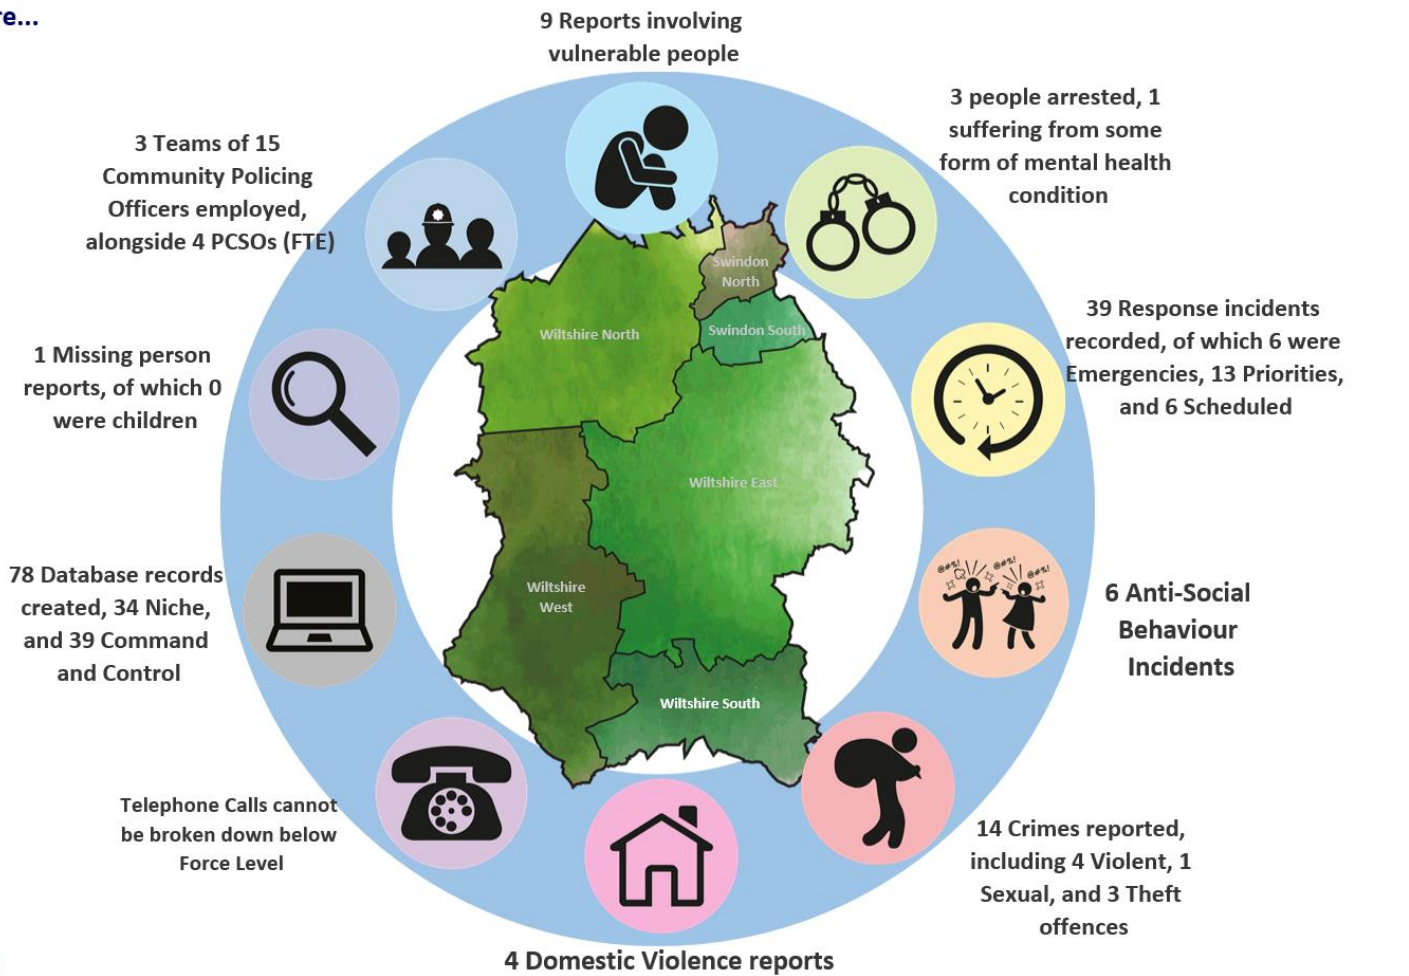 re...
9 Reports involving
vulnerable people
3 people arrested, 1
suffering from some
form of mental health
condition
3 Teams of 15
Community Policing
Officers employed,
alongside 4 PCSOs (FTE)
39 Response incidents
recorded, of which 6 were
Emergencies, 13 Priorities,
and 6 Scheduled
1 Missing person
reports, of which 0
were children
Swindon
North
Swindon South
Wiltshire North
Wiltshire East
Wiltshire
West
Wiltshire South
@#%!
@#%!
@#%!
6 Anti-Social
Behaviour
Incidents
78 Database records
created, 34 Niche,
and 39 Command
and Control
Telephone Calls cannot
be broken down below
Force Level
14 Crimes reported,
including 4 Violent, 1
Sexual, and 3 Theft
offences
4 Domestic Violence reports